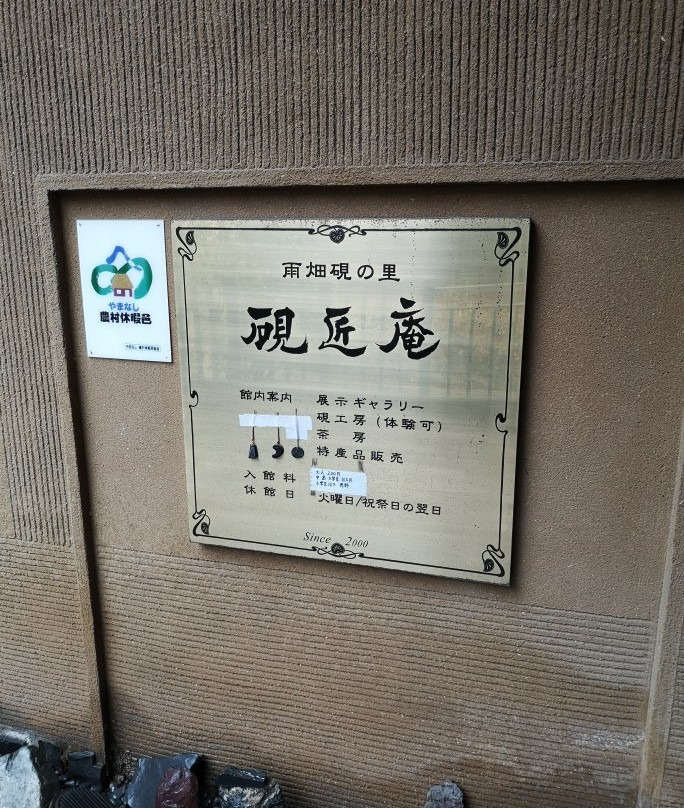 やまなし
農村休暇邑
雨畑硯の里
硯匠庵
館内案内 展示ギャラリー
硯工房(体験可)
茶房
特産品販売
入館料
休館日 火曜日/祝祭日の翌日
Since 2000